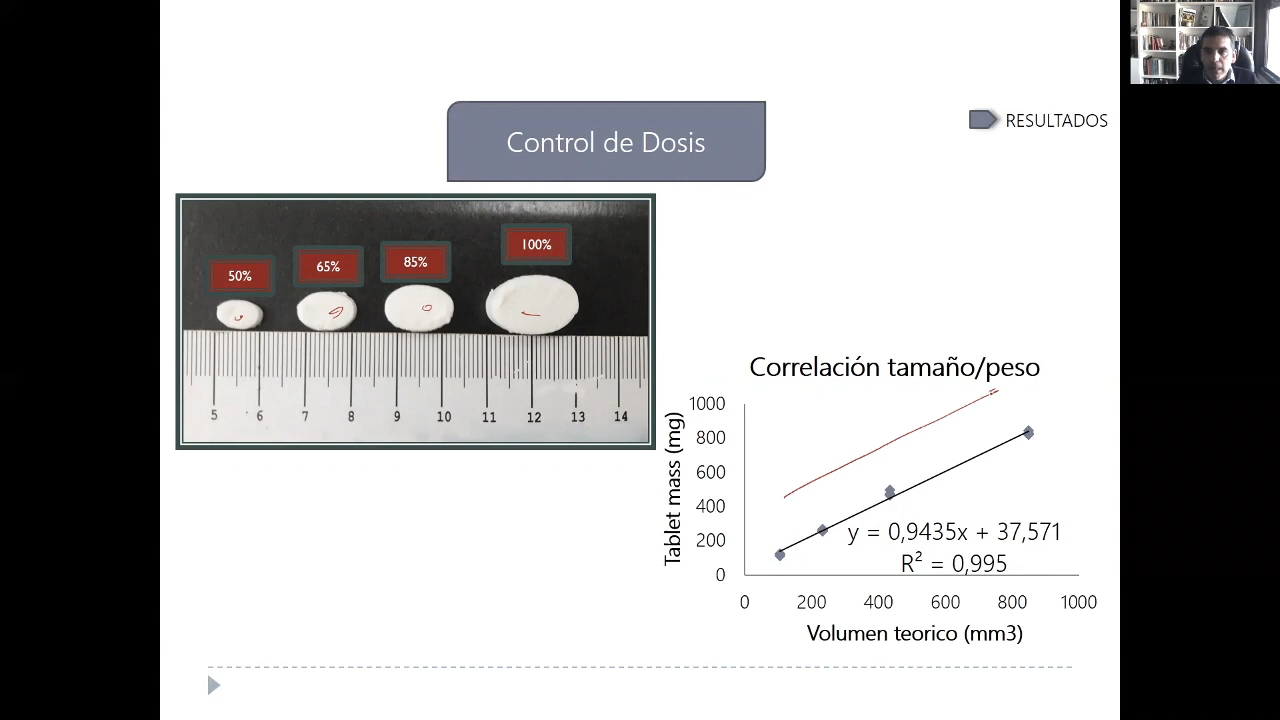 Control de Dosis
RESULTADOS
50%
65%
85%
100%
5 6 7 8 9 10 11 12 13 14
Correlación tamaño/peso
Tablet mass (mg)
1000
800
600
400
200
0
y = 0,9435x + 37,571
R² = 0,995
0 200 400 600 800 1000
Volumen teorico (mm3)